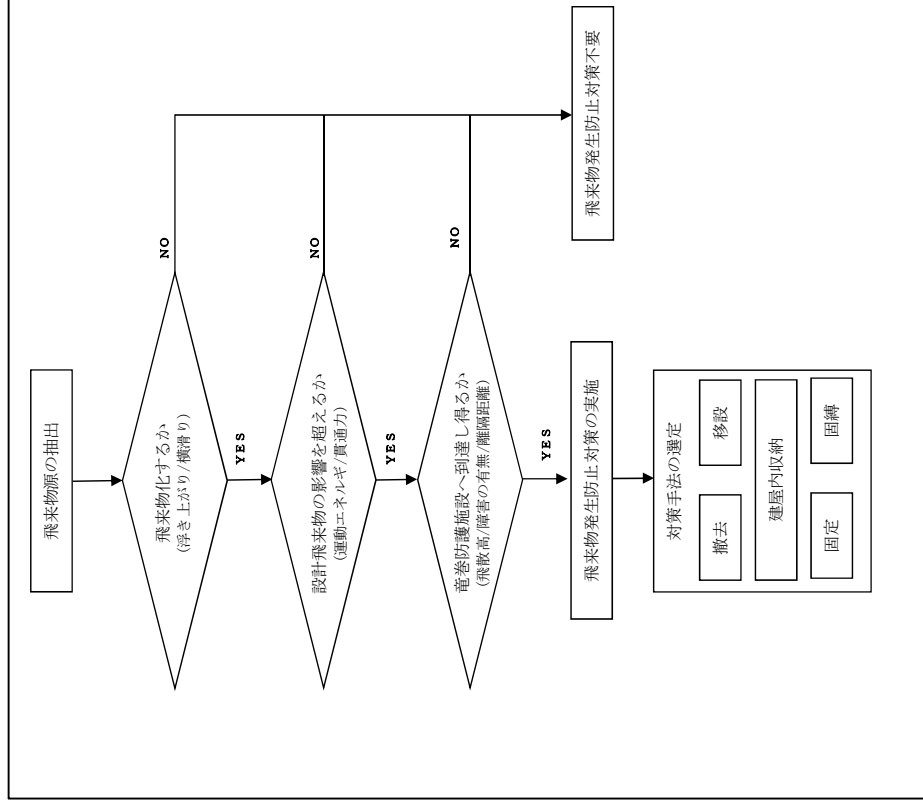 飛来物源の抽出
飛来物化するか
(浮き上がり/横滑り)
NO
YES
設計飛来物の影響を超えるか
(運動エネルギ/貫通力)
NO
YES
竜巻防護施設へ到達し得るか
(飛散高/障害の有無/離隔距離)
NO
YES
飛来物発生防止対策の実施
飛来物発生防止対策不要
対策手法の選定
撤去
移設
建屋内収納
固定
固縛